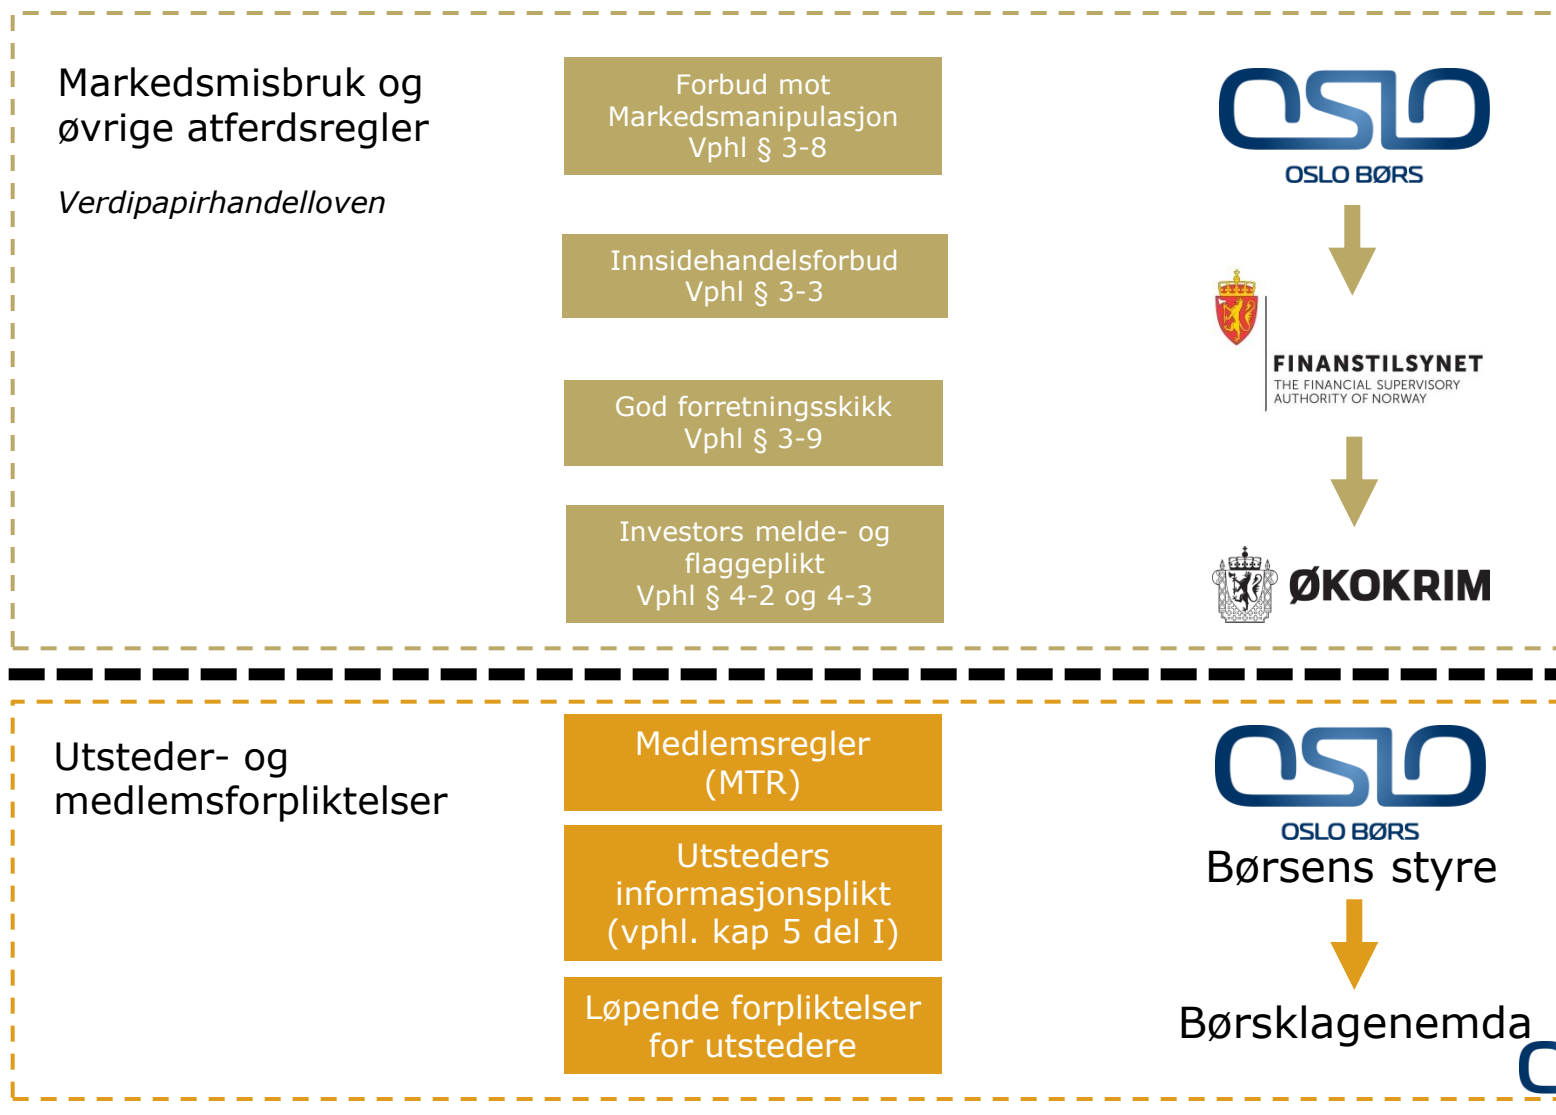 Markedsmisbruk og
øvrige atferdsregler
Verdipapirhandelloven
Forbud mot
Markedsmanipulasjon
Vphl § 3-8
Innsidehandelsforbud
Vphl § 3-3
God forretningsskikk
Vphl § 3-9
Investors melde- og
flaggeplikt
Vphl § 4-2 og 4-3
OSLO
OSLO BØRS
FINANSTILSYNET
THE FINANCIAL SUPERVISORY
AUTHORITY OF NORWAY
ØKOKRIM
Utsteder- og
medlemsforpliktelser
Medlemsregler
(MTR)
Utsteders
informasjonsplikt
(vphl. kap 5 del I)
Løpende forpliktelser
for utstedere
OSLO
OSLO BØRS
Børsens styre
Børsklagenemda